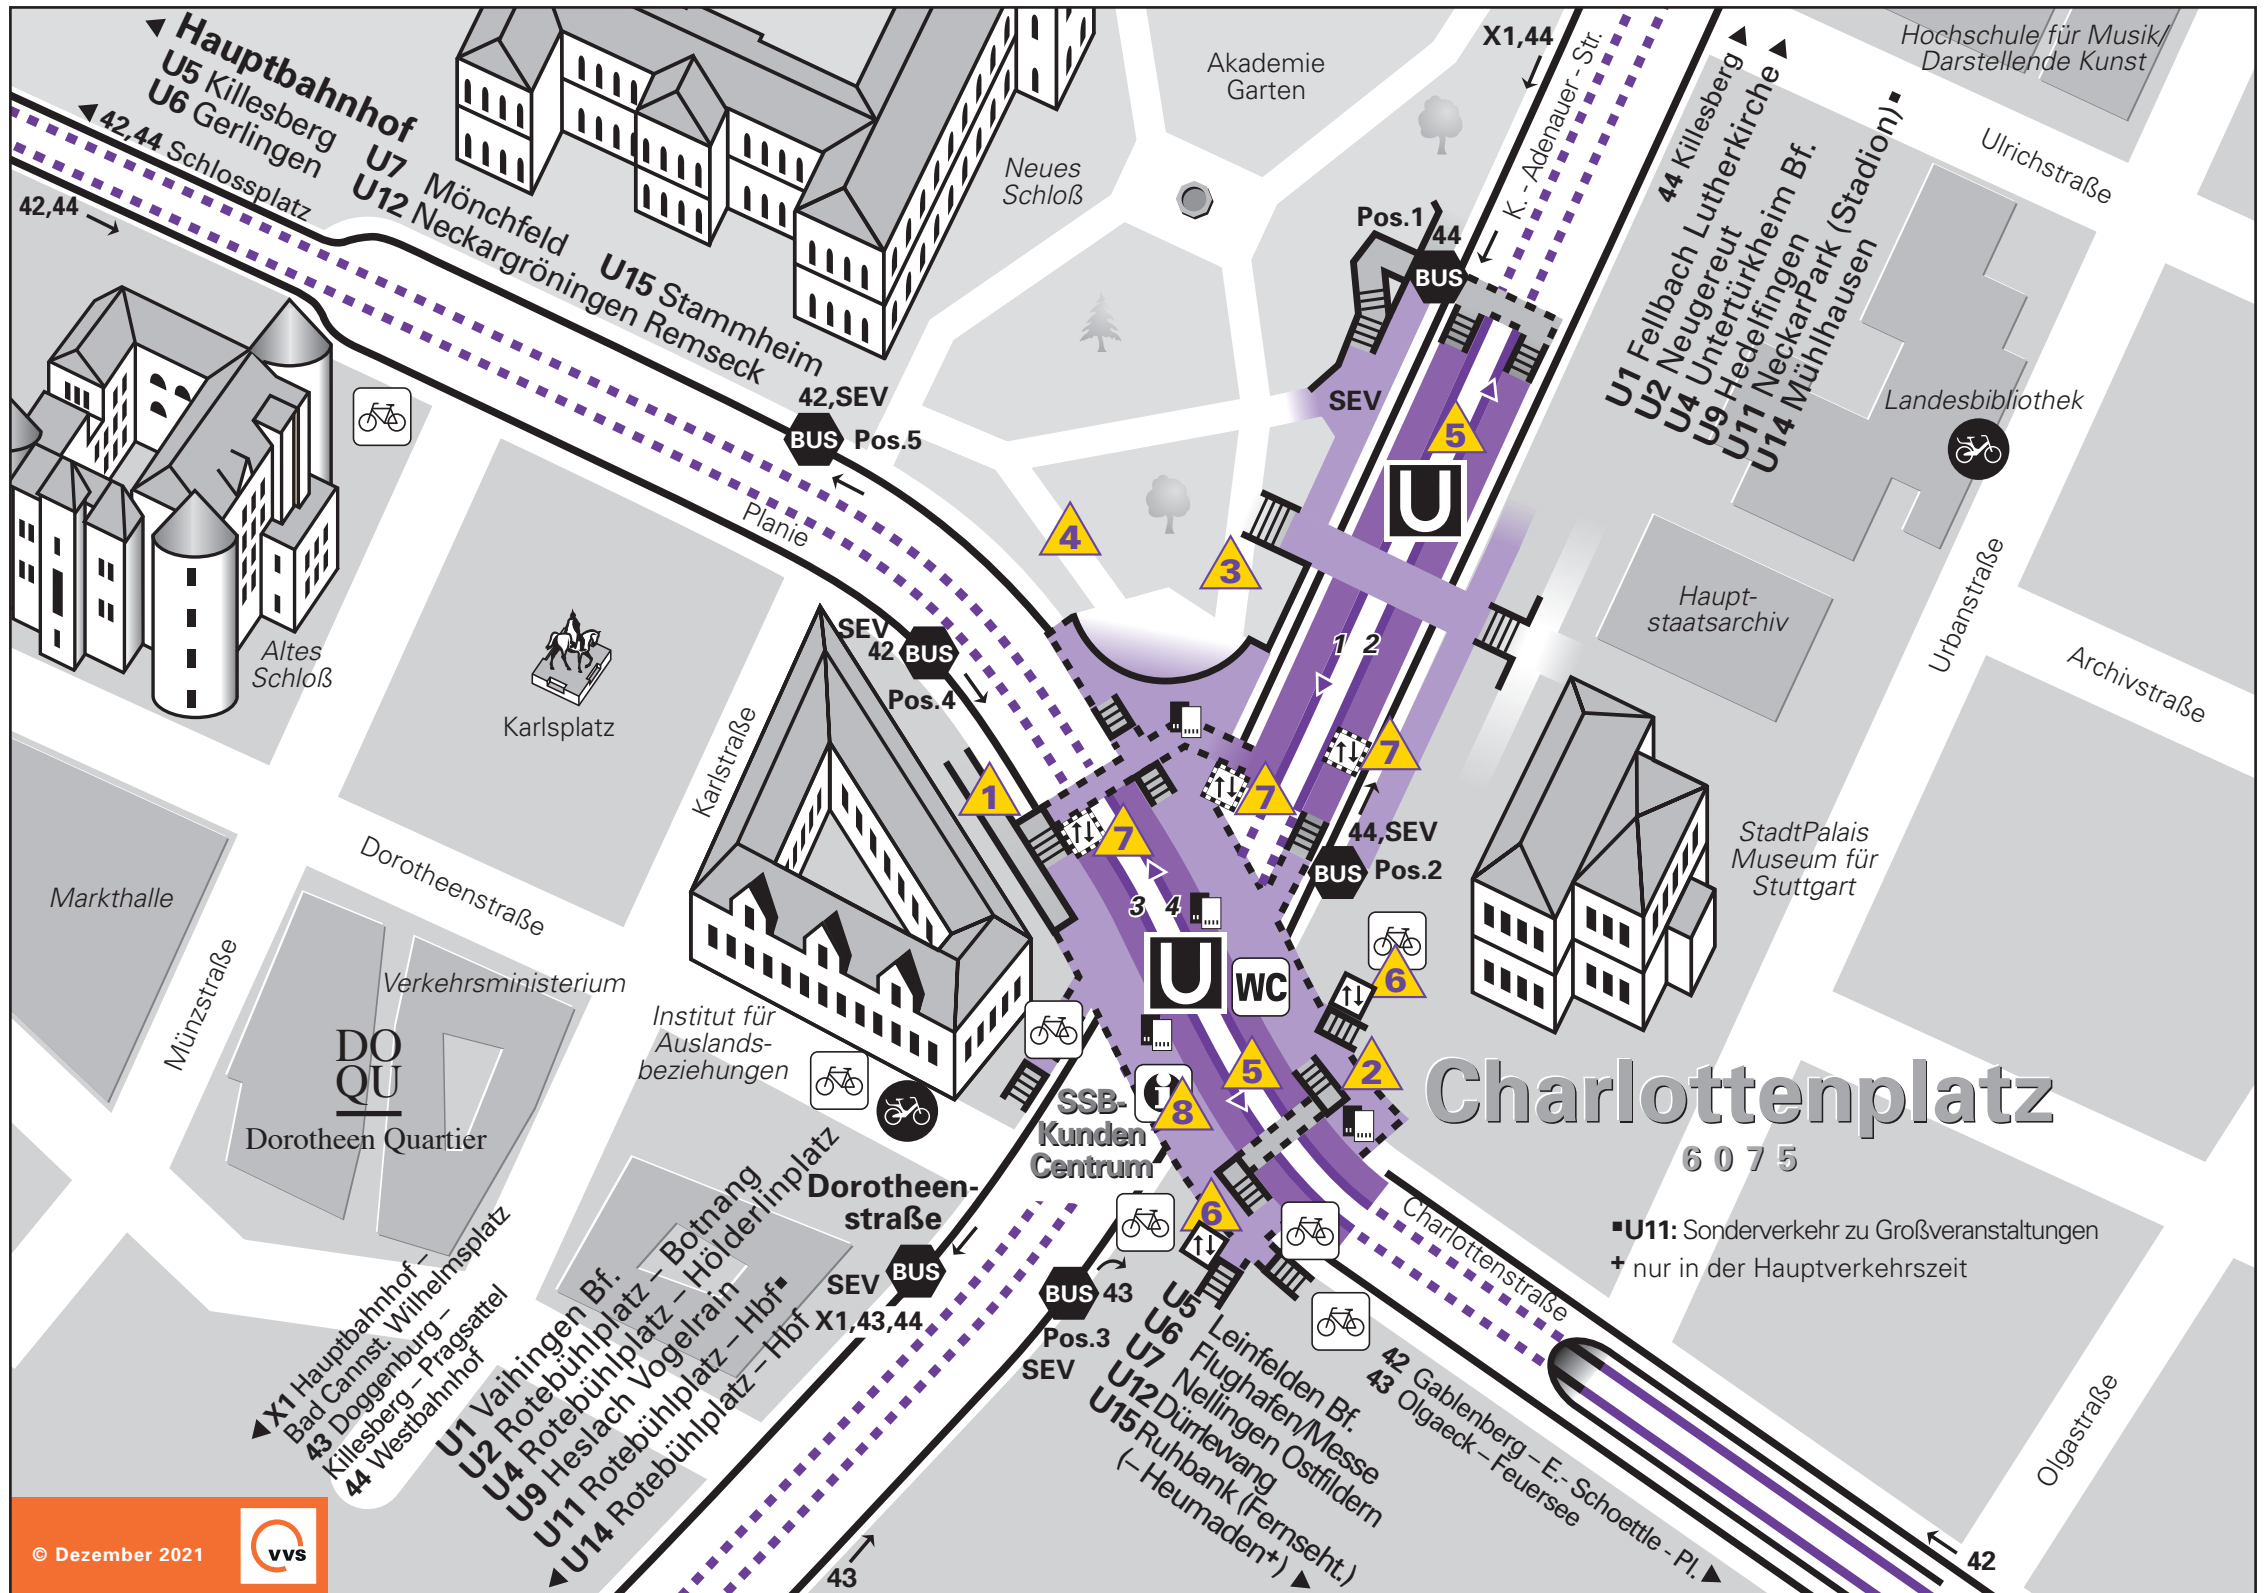 Hauptbahnhof
U5 Killesberg
U6 Gerlingen
U7 Mönchfeld
U12 Neckargröningen Remseck
U15 Stammheim
42,44 Schlossplatz
42,44
Akademie
Garten
X1,44
K.-Adenauer-Str.
44 Killesberg
U1 Fellbach Lutherkirche
U2 Neugereut
U4 Untertürkheim Bf.
U9 Hedelfingen
U11 NeckarPark (Stadion)▪
U14 Mühlhausen
Hochschule für Musik/
Darstellende Kunst
Ulrichstraße
Neues
Schloß
Pos.1
44
BUS
SEV
5
U
Landesbibliothek
42,SEV
BUS
Pos.5
Planie
4
3
Haupt-
staatsarchiv
Urbanstraße
Archivstraße
Altes
Schloß
Karlsplatz
SEV
42
BUS
Pos.4
1 2
Karlstraße
1
7
7
7
44,SEV
BUS
Pos.2
StadtPalais
Museum für
Stuttgart
Markthalle
Dorotheenstraße
Münzstraße
Verkehrsministerium
3 4
U
WC
6
Institut für
Auslands-
beziehungen
DO
QU
Dorotheen Quartier
SSB-
Kunden
Centrum
i
8
5
2
Charlottenplatz
6075
▪U11: Sonderverkehr zu Großveranstaltungen
+ nur in der Hauptverkehrszeit
Dorotheen-
straße
BUS
SEV
X1,43,44
6
BUS
43
Pos.3
SEV
Charlottenstraße
X1 Hauptbahnhof –
Bad Cannst. Wilhelmsplatz
43 Doggenburg –
Killesberg – Pragsattel
44 Westbahnhof
U1 Vaihingen Bf.
U2 Rotebühlplatz – Botnang
U4 Rotebühlplatz – Hölderlinplatz
U9 Heslach Vogelrain
U11 Rotebühlplatz – Hbf▪
U14 Rotebühlplatz – Hbf
U5 Leinfelden Bf.
U6 Flughafen/Messe
U7 Nellingen Ostfildern
U12 Dürrlewang
U15 Ruhbank (Fernseht.)
(– Heumaden+)
42 Gablenberg – E.- Schoettle - Pl.
43 Olgaeck – Feuersee
Olgastraße
42
43
© Dezember 2021
VVS